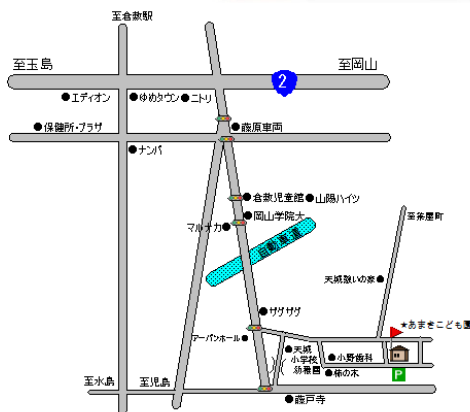 至倉敷駅
至玉島
至岡山
2
●エディオン
●ゆめタウン
●ニトリ
●保健所・プラザ
●藤原車両
●ナンバ
●倉敷児童館
●山陽ハイツ
●岡山学院大
マルナカ●
至茶屋町
自動車道
天城憩いの家●
●ザグザグ
★あまきこども園
アーバンホール●
●天城
小学校
幼稚園
●小野歯科
●柿の木
P
至水島
至児島
●藤戸寺